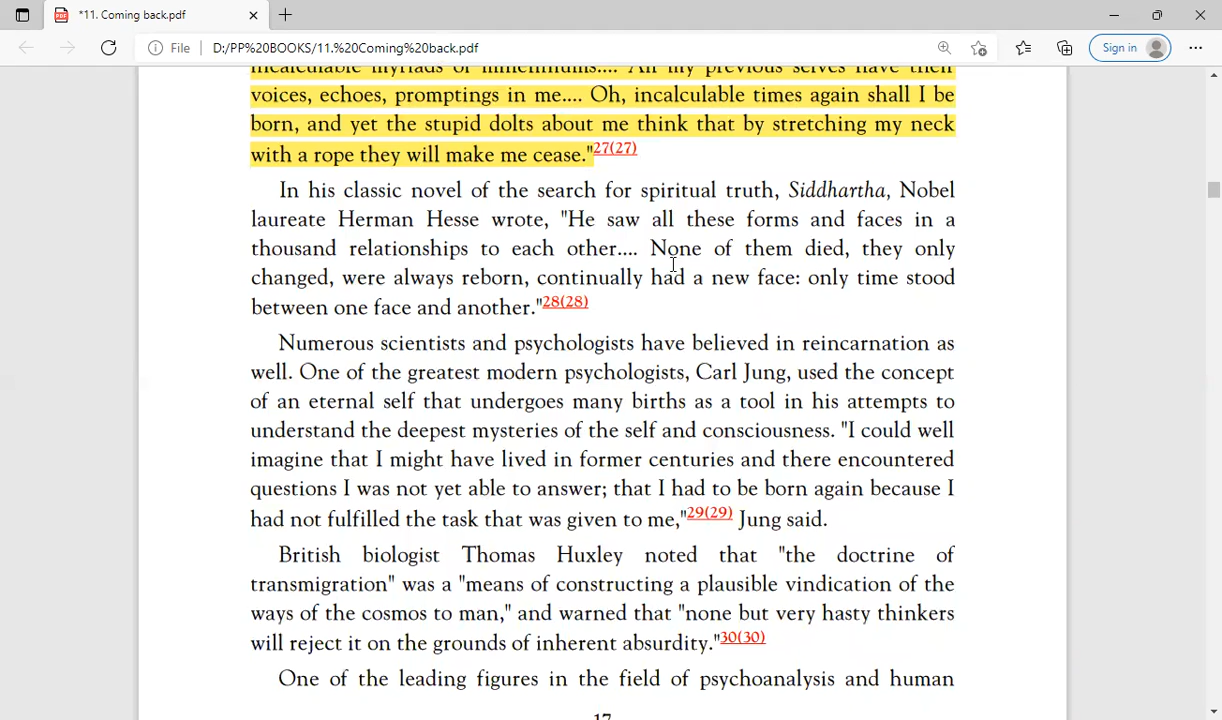 *11. Coming back.pdf
File D:/PP%20BOOKS/11.%20Coming%20back.pdf
Sign in
incalculable myriads of millenniums.... All my previous selves have their
voices, echoes, promptings in me.... Oh, incalculable times again shall I be
born, and yet the stupid dolts about me think that by stretching my neck
with a rope they will make me cease."27(27)
In his classic novel of the search for spiritual truth, Siddhartha, Nobel
laureate Herman Hesse wrote, "He saw all these forms and faces in a
thousand relationships to each other.... None of them died, they only
changed, were always reborn, continually had a new face: only time stood
between one face and another."28(28)
Numerous scientists and psychologists have believed in reincarnation as
well. One of the greatest modern psychologists, Carl Jung, used the concept
of an eternal self that undergoes many births as a tool in his attempts to
understand the deepest mysteries of the self and consciousness. "I could well
imagine that I might have lived in former centuries and there encountered
questions I was not yet able to answer; that I had to be born again because I
had not fulfilled the task that was given to me,"29(29) Jung said.
British biologist Thomas Huxley noted that "the doctrine of
transmigration" was a "means of constructing a plausible vindication of the
ways of the cosmos to man," and warned that "none but very hasty thinkers
will reject it on the grounds of inherent absurdity."30(30)
One of the leading figures in the field of psychoanalysis and human
17